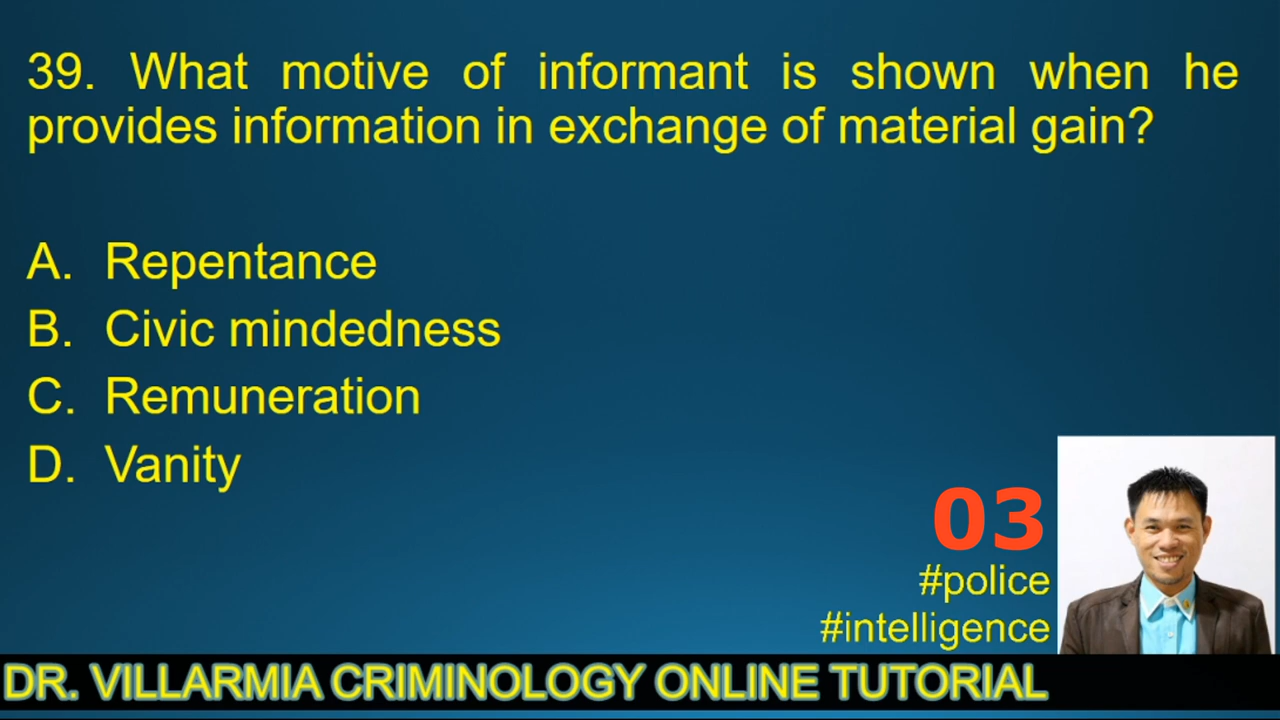 39. What motive of informant is shown when he
provides information in exchange of material gain?
A. Repentance
B. Civic mindedness
C. Remuneration
D. Vanity
03
#police
#intelligence
DR. VILLARMIA CRIMINOLOGY ONLINE TUTORIAL